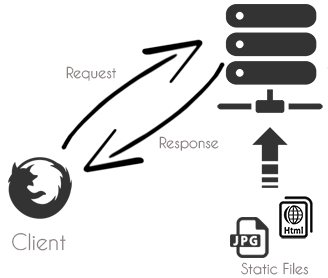 Request
Response
Client
JPG
Html
Static Files